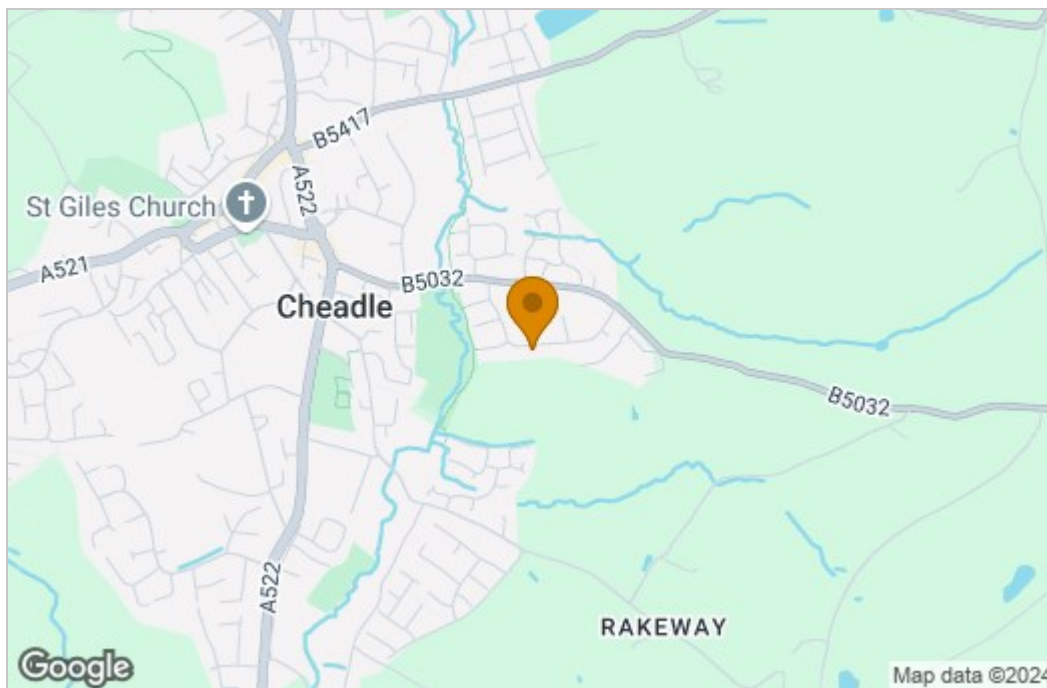 B5417
A522
St Giles Church
A521
B5032
Cheadle
B5032
A522
RAKEWAY
Google
Map data ©2024